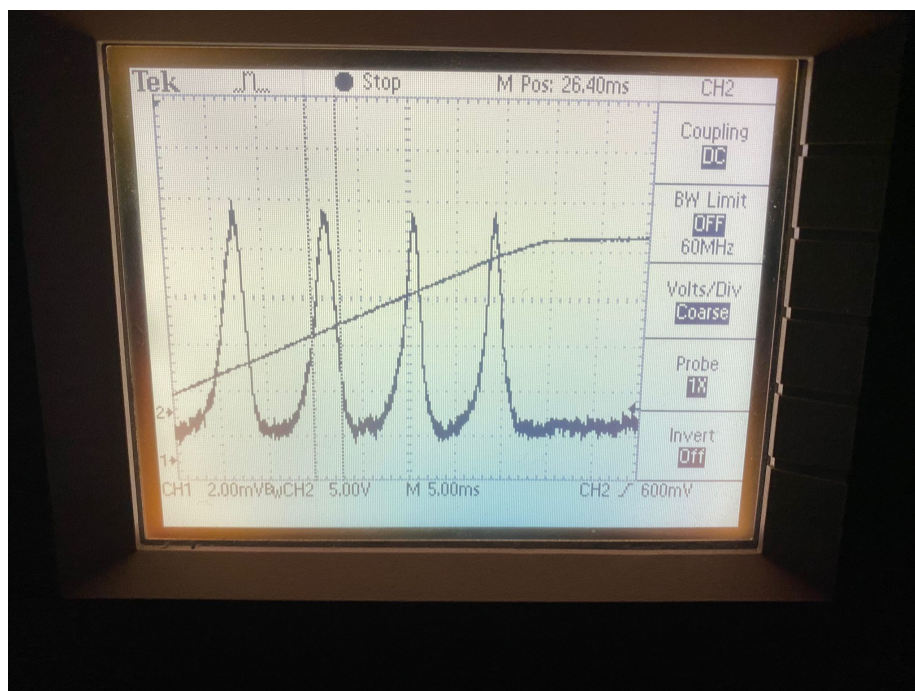 Tek Stop M Pos: 26.40ms CH2
Coupling
DC
BW Limit
OFF
60MHz
Volts/Div
Coarse
Probe
1X
Invert
Off
2
1
CH1 2.00mVBW CH2 5.00V M 5.00ms CH2 600mV